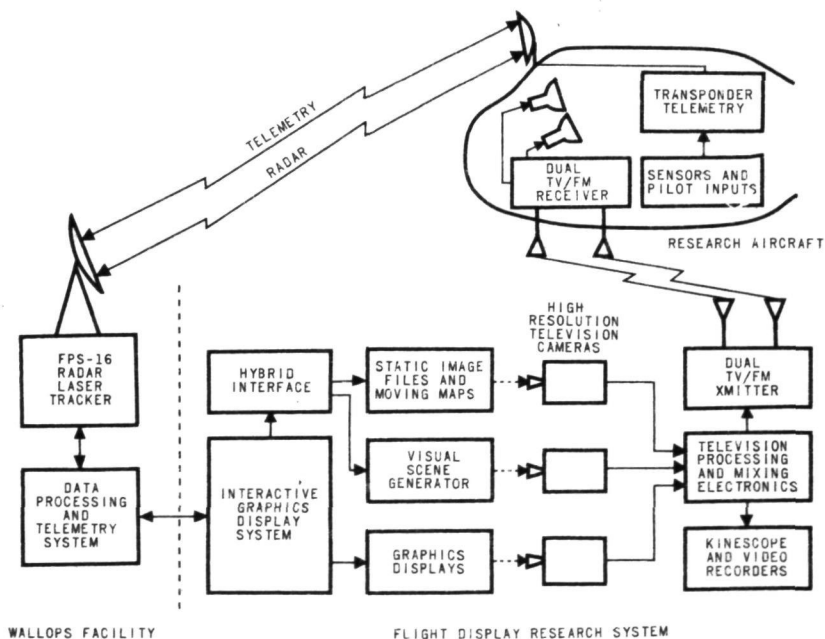 TELEMETRY
RADAR
TRANSPONDER
TELEMETRY
DUAL
TV/FM
RECEIVER
SENSORS AND
PILOT INPUTS
RESEARCH AIRCRAFT
FPS-16
RADAR
LASER
TRACKER
HYBRID
INTERFACE
STATIC IMAGE
FILES AND
MOVING MAPS
HIGH
RESOLUTION
TELEVISION
CAMERAS
DUAL
TV/FM
XMITTER
DATA
PROCESSING
AND
TELEMETRY
SYSTEM
INTERACTIVE
GRAPHICS
DISPLAY
SYSTEM
VISUAL
SCENE
GENERATOR
TELEVISION
PROCESSING
AND MIXING
ELECTRONICS
GRAPHICS
DISPLAYS
KINESCOPE
AND VIDEO
RECORDERS
WALLOPS FACILITY
FLIGHT DISPLAY RESEARCH SYSTEM